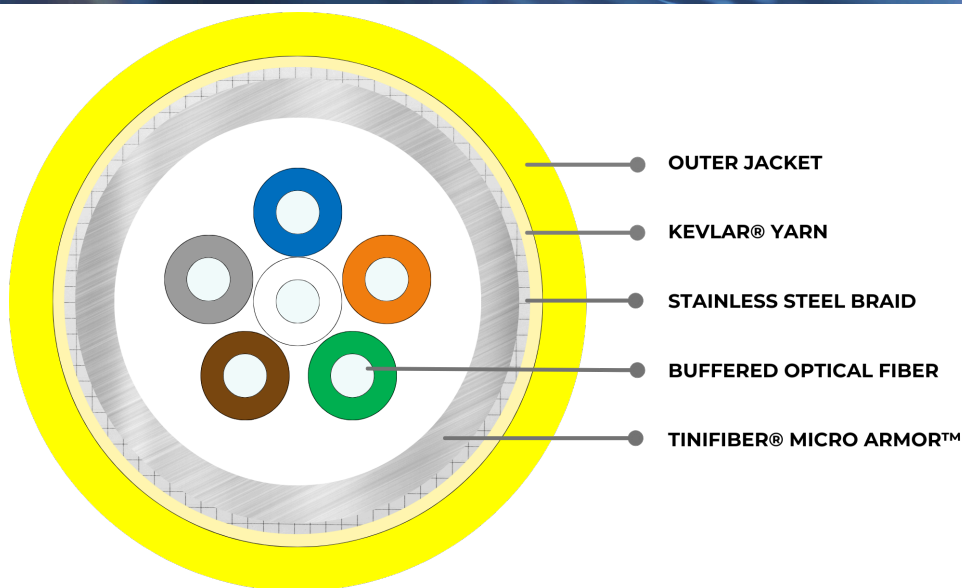 OUTER JACKET
KEVLAR® YARN
STAINLESS STEEL BRAID
BUFFERED OPTICAL FIBER
TINIFIBER® MICRO ARMOR™